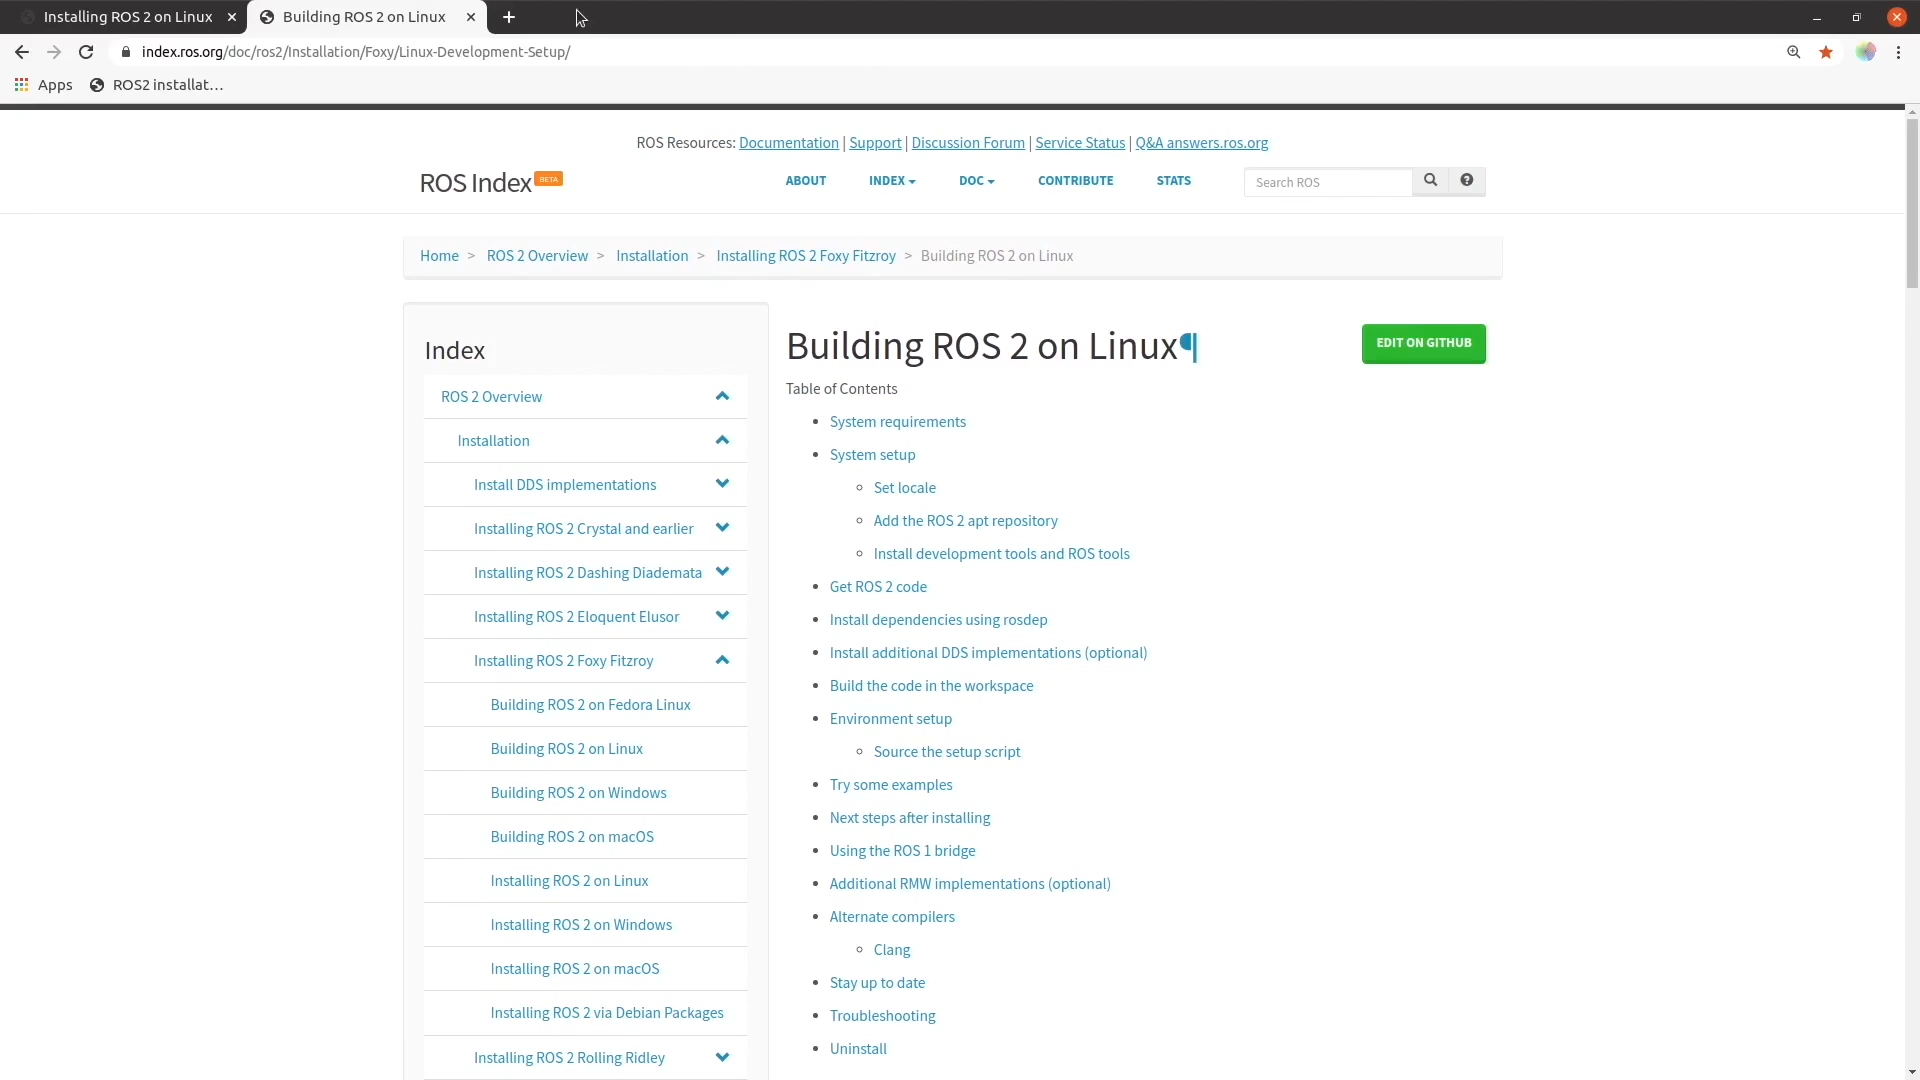 Installing ROS 2 on Linux
Building ROS 2 on Linux
index.ros.org/doc/ros2/Installation/Foxy/Linux-Development-Setup/
Apps
ROS2 installat…
ROS Resources: Documentation | Support | Discussion Forum | Service Status | Q&A answers.ros.org
ROS Index BETA
ABOUT INDEX DOC CONTRIBUTE STATS
Search ROS
Home > ROS 2 Overview > Installation > Installing ROS 2 Foxy Fitzroy > Building ROS 2 on Linux
Index
ROS 2 Overview
Installation
Install DDS implementations
Installing ROS 2 Crystal and earlier
Installing ROS 2 Dashing Diademata
Installing ROS 2 Eloquent Elusor
Installing ROS 2 Foxy Fitzroy
Building ROS 2 on Fedora Linux
Building ROS 2 on Linux
Building ROS 2 on Windows
Building ROS 2 on macOS
Installing ROS 2 on Linux
Installing ROS 2 on Windows
Installing ROS 2 on macOS
Installing ROS 2 via Debian Packages
Installing ROS 2 Rolling Ridley
Building ROS 2 on Linux¶
EDIT ON GITHUB
Table of Contents
System requirements
System setup
Set locale
Add the ROS 2 apt repository
Install development tools and ROS tools
Get ROS 2 code
Install dependencies using rosdep
Install additional DDS implementations (optional)
Build the code in the workspace
Environment setup
Source the setup script
Try some examples
Next steps after installing
Using the ROS 1 bridge
Additional RMW implementations (optional)
Alternate compilers
Clang
Stay up to date
Troubleshooting
Uninstall